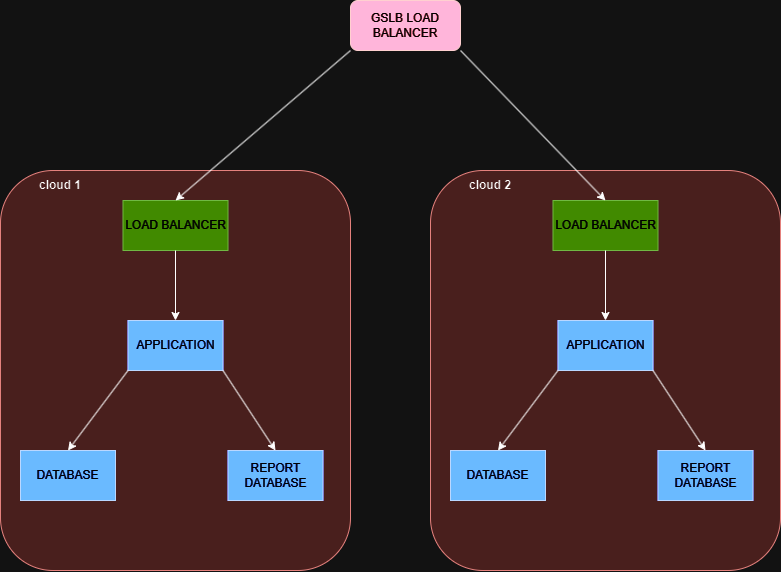 GSLB LOAD
BALANCER
cloud 1
cloud 2
LOAD BALANCER
LOAD BALANCER
APPLICATION
APPLICATION
DATABASE
REPORT
DATABASE
DATABASE
REPORT
DATABASE